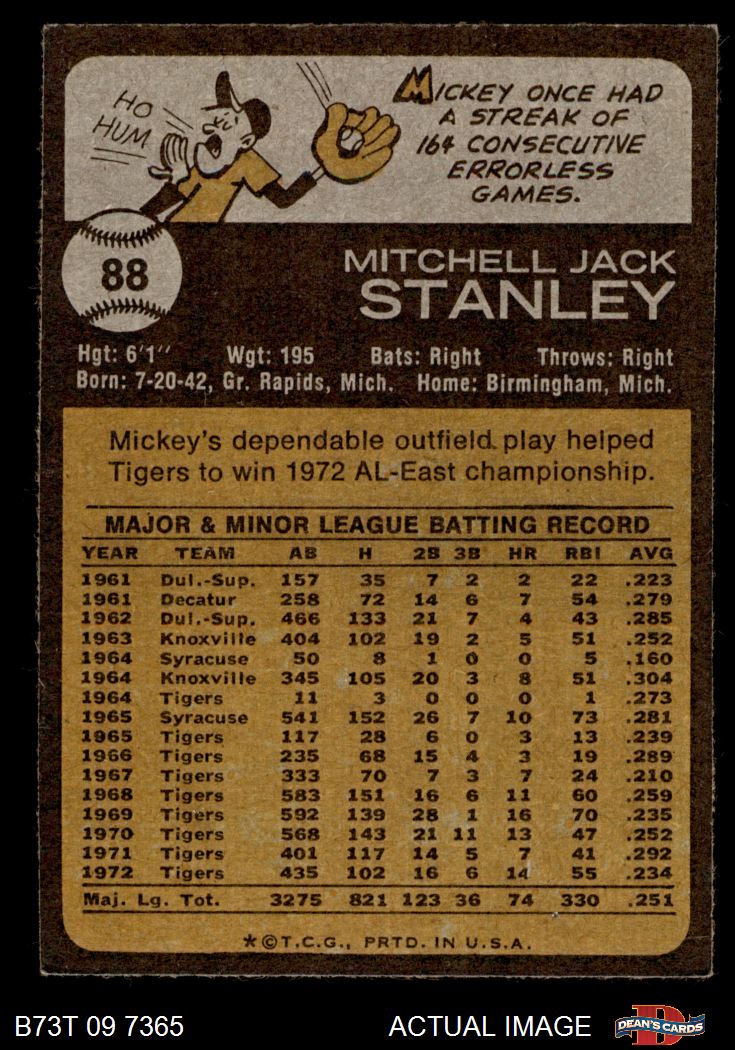 HO
HUM
MICKEY ONCE HAD
A STREAK OF
164 CONSECUTIVE
ERRORLESS
GAMES.
88
MITCHELL JACK
STANLEY
Hgt: 6'1'' Wgt: 195 Bats: Right Throws: Right
Born: 7-20-42, Gr. Rapids, Mich. Home: Birmingham, Mich.
Mickey's dependable outfield play helped
Tigers to win 1972 AL-East championship.
MAJOR & MINOR LEAGUE BATTING RECORD
YEAR TEAM AB H 2B 3B HR RBI AVG
1961 Dul.-Sup. 157 35 7 2 2 22 .223
1961 Decatur 258 72 14 6 7 54 .279
1962 Dul.-Sup. 466 133 21 7 4 43 .285
1963 Knoxville 404 102 19 2 5 51 .252
1964 Syracuse 50 8 1 0 0 5 .160
1964 Knoxville 345 105 20 3 8 51 .304
1964 Tigers 11 3 0 0 0 1 .273
1965 Syracuse 541 152 26 7 10 73 .281
1965 Tigers 117 28 6 0 3 13 .239
1966 Tigers 235 68 15 4 3 19 .289
1967 Tigers 333 70 7 3 7 24 .210
1968 Tigers 583 151 16 6 11 60 .259
1969 Tigers 592 139 28 1 16 70 .235
1970 Tigers 568 143 21 11 13 47 .252
1971 Tigers 401 117 14 5 7 41 .292
1972 Tigers 435 102 16 6 14 55 .234
Maj. Lg. Tot. 3275 821 123 36 74 330 .251
*©T.C.G., PRTD. IN U.S.A.
B73T 09 7365 ACTUAL IMAGE DEAN'S CARDS